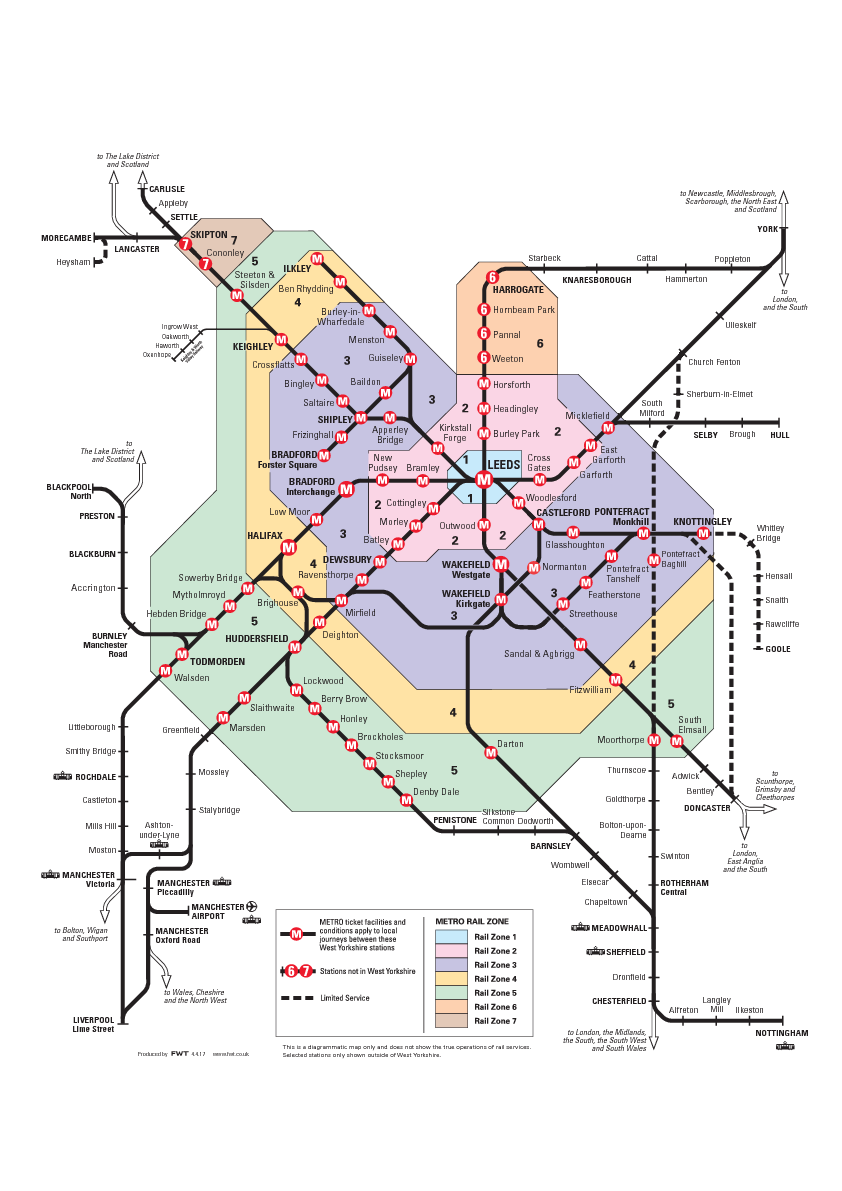 to The Lake District
and Scotland
CARLISLE
Appleby
SETTLE
MORECAMBE
LANCASTER
Heysham
SKIPTON
7
7
Cononley
7
5
Steeton &
Silsden
ILKLEY
Ben Rhydding
4
Burley-in-
Wharfedale
Menston
Guiseley
3
Ingrow West
Oakworth
Haworth
Oxenhope
KEIGHLEY
Crossflatts
Bingley
Baildon
Saltaire
SHIPLEY
Frizinghall
Apperley
Bridge
3
BRADFORD
Forster Square
BRADFORD
Interchange
to Newcastle, Middlesbrough,
Scarborough, the North East
and Scotland
YORK
Starbeck
Cattal
Poppleton
KNARESBOROUGH
Hammerton
to
London,
and the South
6
HARROGATE
6
Hornbeam Park
6
Pannal
6
Weeton
6
Ulleskelf
Church Fenton
Sherburn-in-Elmet
Horsforth
2
Headingley
Burley Park
2
Kirkstall
Forge
Micklefield
South
Milford
SELBY
Brough
HULL
East
Garforth
Garforth
Cross
Gates
1
LEEDS
1
New
Pudsey
Bramley
2
Cottingley
Morley
Batley
Woodlesford
Outwood
2
2
CASTLEFORD
PONTEFRACT
Monkhill
KNOTTINGLEY
Glasshoughton
Pontefract
Baghill
Pontefract
Tanshelf
Featherstone
Streethouse
3
Normanton
WAKEFIELD
Westgate
WAKEFIELD
Kirkgate
3
Sandal & Agbrigg
Fitzwilliam
4
5
South
Elmsall
Moorthorpe
Whitley
Bridge
Hensall
Snaith
Rawcliffe
GOOLE
to
The Lake District
and Scotland
BLACKPOOL
North
PRESTON
BLACKBURN
Accrington
BURNLEY
Manchester
Road
Low Moor
3
HALIFAX
4
DEWSBURY
Ravensthorpe
Sowerby Bridge
Mytholmroyd
Hebden Bridge
Brighouse
Mirfield
Deighton
5
HUDDERSFIELD
TODMORDEN
Walsden
Lockwood
Berry Brow
Honley
Brockholes
Stocksmoor
Shepley
Denby Dale
Slaithwaite
Marsden
4
5
Darton
Greenfield
Mossley
Stalybridge
Littleborough
Smithy Bridge
ROCHDALE
Castleton
Mills Hill
Moston
Ashton-
under-Lyne
MANCHESTER
Victoria
MANCHESTER
Piccadilly
MANCHESTER
AIRPORT
MANCHESTER
Oxford Road
to Bolton, Wigan
and Southport
to Wales, Cheshire
and the North West
LIVERPOOL
Lime Street
PENISTONE
Silkstone
Common
Dodworth
BARNSLEY
Wombwell
Elsecar
Chapeltown
Thurnscoe
Goldthorpe
Bolton-upon-
Dearne
Swinton
ROTHERHAM
Central
MEADOWHALL
SHEFFIELD
Dronfield
CHESTERFIELD
Adwick
Bentley
DONCASTER
to
Scunthorpe,
Grimsby and
Cleethorpes
to
London,
East Anglia
and the South
Alfreton
Langley
Mill
Ilkeston
NOTTINGHAM
to London, the Midlands,
the South, the South West
and South Wales
M
METRO ticket facilities and
conditions apply to local
journeys between these
West Yorkshire stations
6 7
Stations not in West Yorkshire
Limited Service
METRO RAIL ZONE
Rail Zone 1
Rail Zone 2
Rail Zone 3
Rail Zone 4
Rail Zone 5
Rail Zone 6
Rail Zone 7
Produced by FWT 4.4.17 www.fwt.co.uk
This is a diagrammatic map only and does not show the true operations of rail services.
Selected stations only shown outside of West Yorkshire.